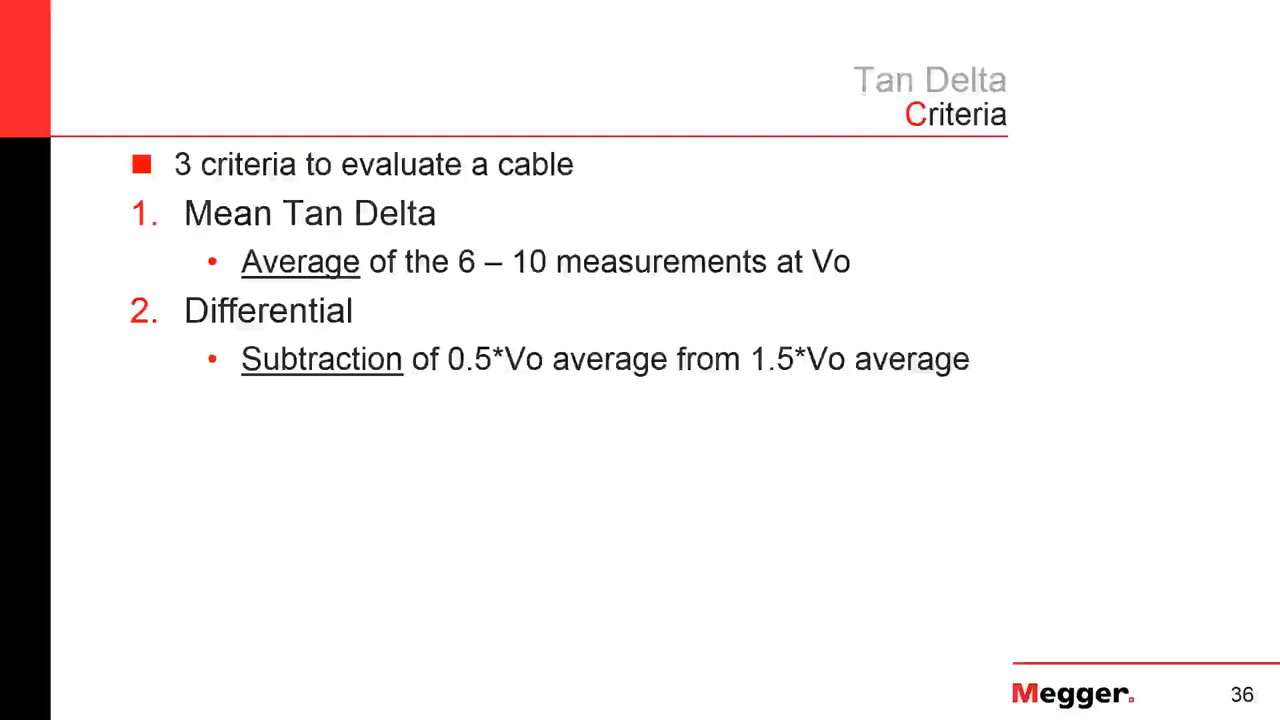 Tan Delta
Criteria
3 criteria to evaluate a cable
1. Mean Tan Delta
• Average of the 6 – 10 measurements at Vo
2. Differential
• Subtraction of 0.5*Vo average from 1.5*Vo average
Megger.
36